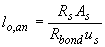 l_{o,an} = \frac{R_s A_s}{R_{bond} u_s}